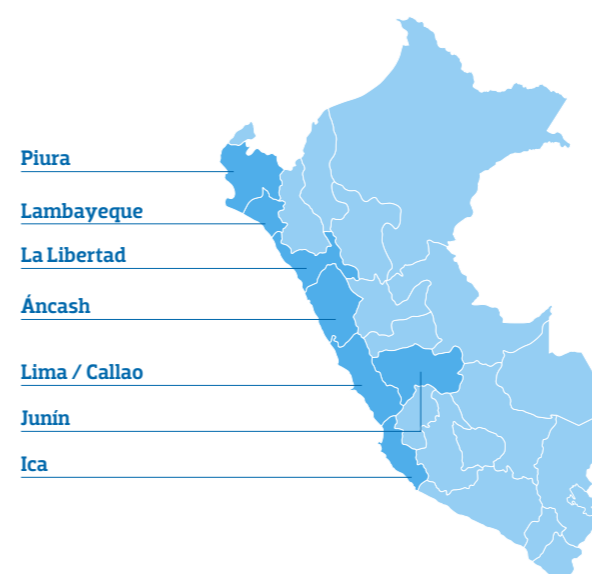 Piura
Lambayeque
La Libertad
Áncash
Lima / Callao
Junín
Ica